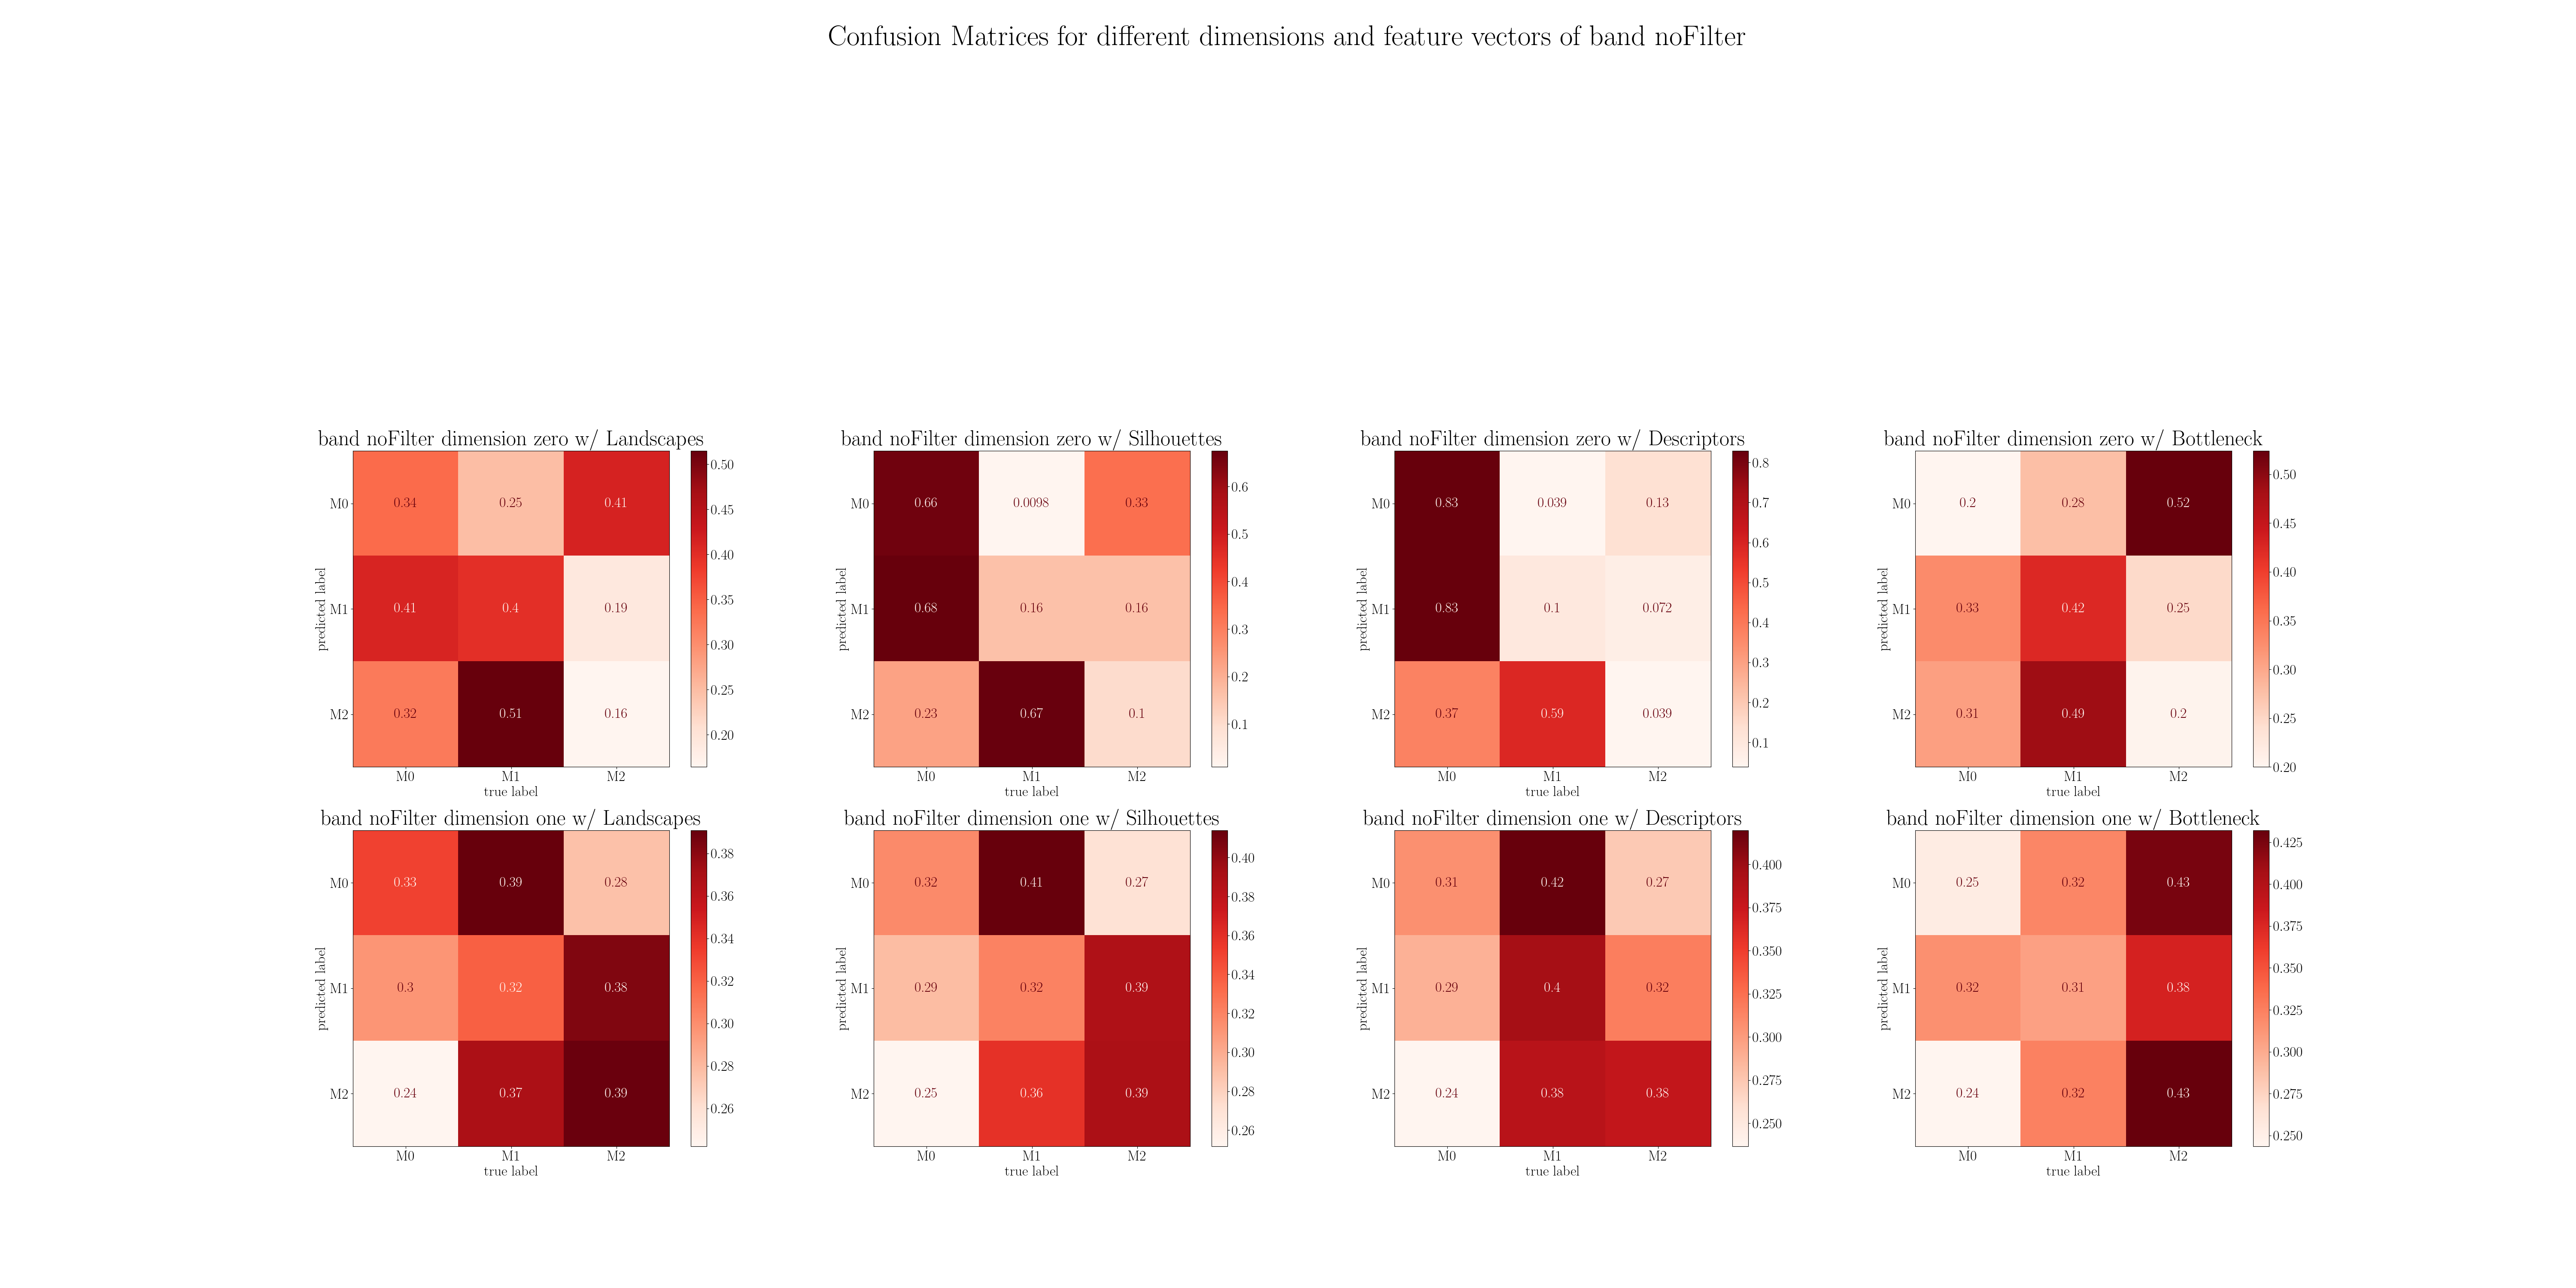 Confusion Matrices for different dimensions and feature vectors of band noFilter
band noFilter dimension zero w/ Landscapes
predicted label
M0 0.34 0.25 0.41
M1 0.41 0.4 0.19
M2 0.32 0.51 0.16
M0 M1 M2
true label
0.50
0.45
0.40
0.35
0.30
0.25
0.20
band noFilter dimension zero w/ Silhouettes
predicted label
M0 0.66 0.0098 0.33
M1 0.68 0.16 0.16
M2 0.23 0.67 0.1
M0 M1 M2
true label
0.6
0.5
0.4
0.3
0.2
0.1
band noFilter dimension zero w/ Descriptors
predicted label
M0 0.83 0.039 0.13
M1 0.83 0.1 0.072
M2 0.37 0.59 0.039
M0 M1 M2
true label
0.8
0.7
0.6
0.5
0.4
0.3
0.2
0.1
band noFilter dimension zero w/ Bottleneck
predicted label
M0 0.2 0.28 0.52
M1 0.33 0.42 0.25
M2 0.31 0.49 0.2
M0 M1 M2
true label
0.50
0.45
0.40
0.35
0.30
0.25
0.20
band noFilter dimension one w/ Landscapes
predicted label
M0 0.33 0.39 0.28
M1 0.3 0.32 0.38
M2 0.24 0.37 0.39
M0 M1 M2
true label
0.38
0.36
0.34
0.32
0.30
0.28
0.26
band noFilter dimension one w/ Silhouettes
predicted label
M0 0.32 0.41 0.27
M1 0.29 0.32 0.39
M2 0.25 0.36 0.39
M0 M1 M2
true label
0.40
0.38
0.36
0.34
0.32
0.30
0.28
0.26
band noFilter dimension one w/ Descriptors
predicted label
M0 0.31 0.42 0.27
M1 0.29 0.4 0.32
M2 0.24 0.38 0.38
M0 M1 M2
true label
0.400
0.375
0.350
0.325
0.300
0.275
0.250
band noFilter dimension one w/ Bottleneck
predicted label
M0 0.25 0.32 0.43
M1 0.32 0.31 0.38
M2 0.24 0.32 0.43
M0 M1 M2
true label
0.425
0.400
0.375
0.350
0.325
0.300
0.275
0.250